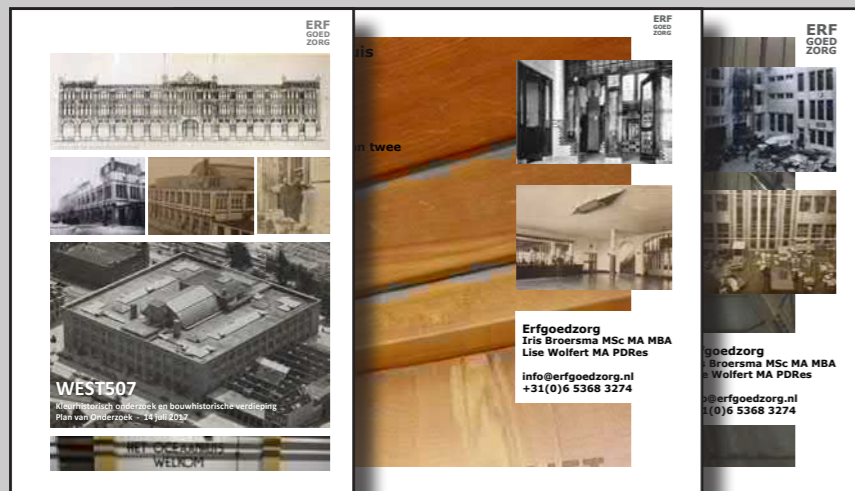 ERF
GOED
ZORG
WEST507
Kleurhistorisch onderzoek en bouwhistorische verdieping
Plan van Onderzoek - 14 juli 2017
HET OCEAANHUIS
WELKOM
ERF
GOED
ZORG
uis
n twee
Erfgoedzorg
Iris Broersma MSc MA MBA
Lise Wolfert MA PDRes
info@erfgoedzorg.nl
+31(0)6 5368 3274
ERF
GOED
ZORG
goedzorg
s Broersma MSc MA MBA
e Wolfert MA PDRes
o@erfgoedzorg.nl
1(0)6 5368 3274